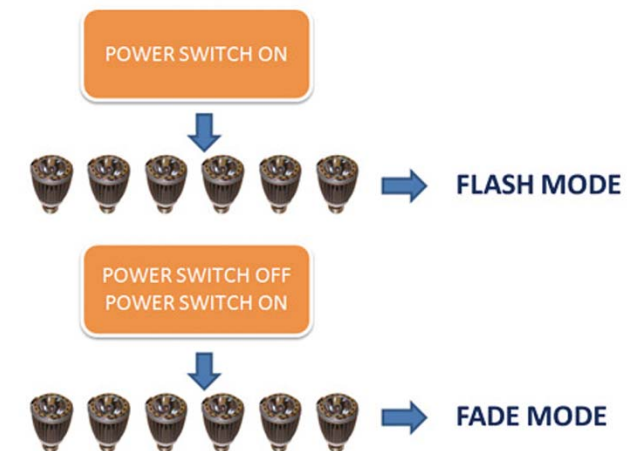 POWER SWITCH ON
FLASH MODE
POWER SWITCH OFF
POWER SWITCH ON
FADE MODE